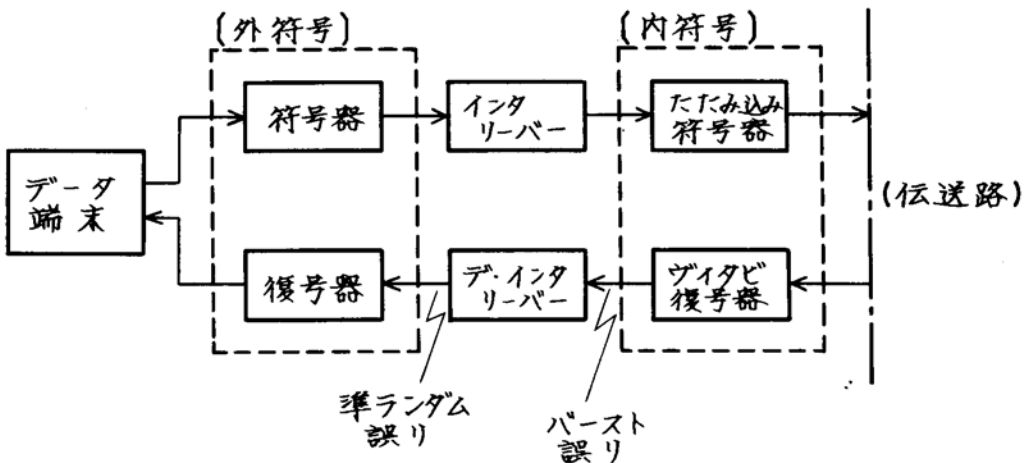 (外符号)
(内符号)
符号器
インタ
リーバー
たたみ込み
符号器
データ
端末
(伝送路)
復号器
デ・インタ
リーバー
ヴィタビ
復号器
準ランダム
誤り
バースト
誤り